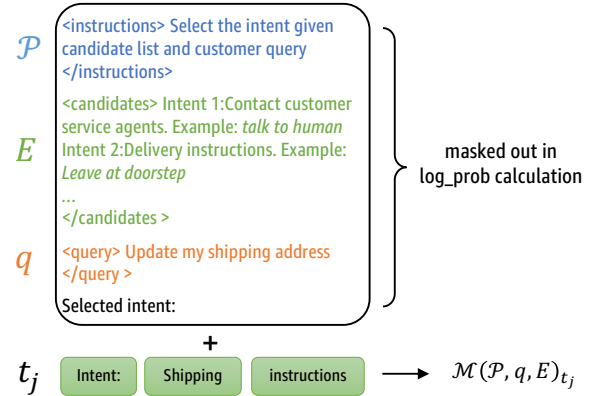 𝒫
<instructions> Select the intent given
candidate list and customer query
</instructions>
E
<candidates> Intent 1:Contact customer
service agents. Example: talk to human
Intent 2:Delivery instructions. Example:
Leave at doorstep
...
</candidates >
q
<query> Update my shipping address
</query >
Selected intent:
masked out in
log_prob calculation
+
t_j Intent: Shipping instructions ℳ(𝒫, q, E)_{t_j}